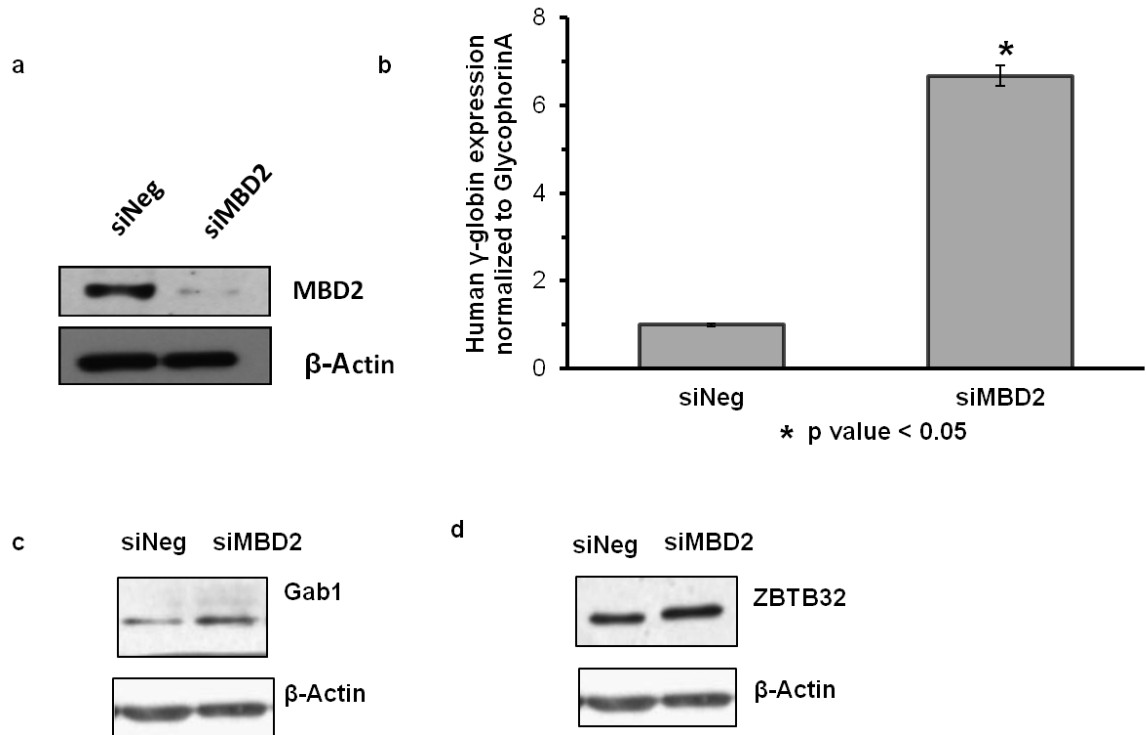 a
siNeg
siMBD2
MBD2
β-Actin
b
Human γ-globin expression
normalized to GlycophorinA
8
6
4
2
0
*
siNeg
siMBD2
* p value < 0.05
c
siNeg siMBD2
Gab1
β-Actin
d
siNeg siMBD2
ZBTB32
β-Actin